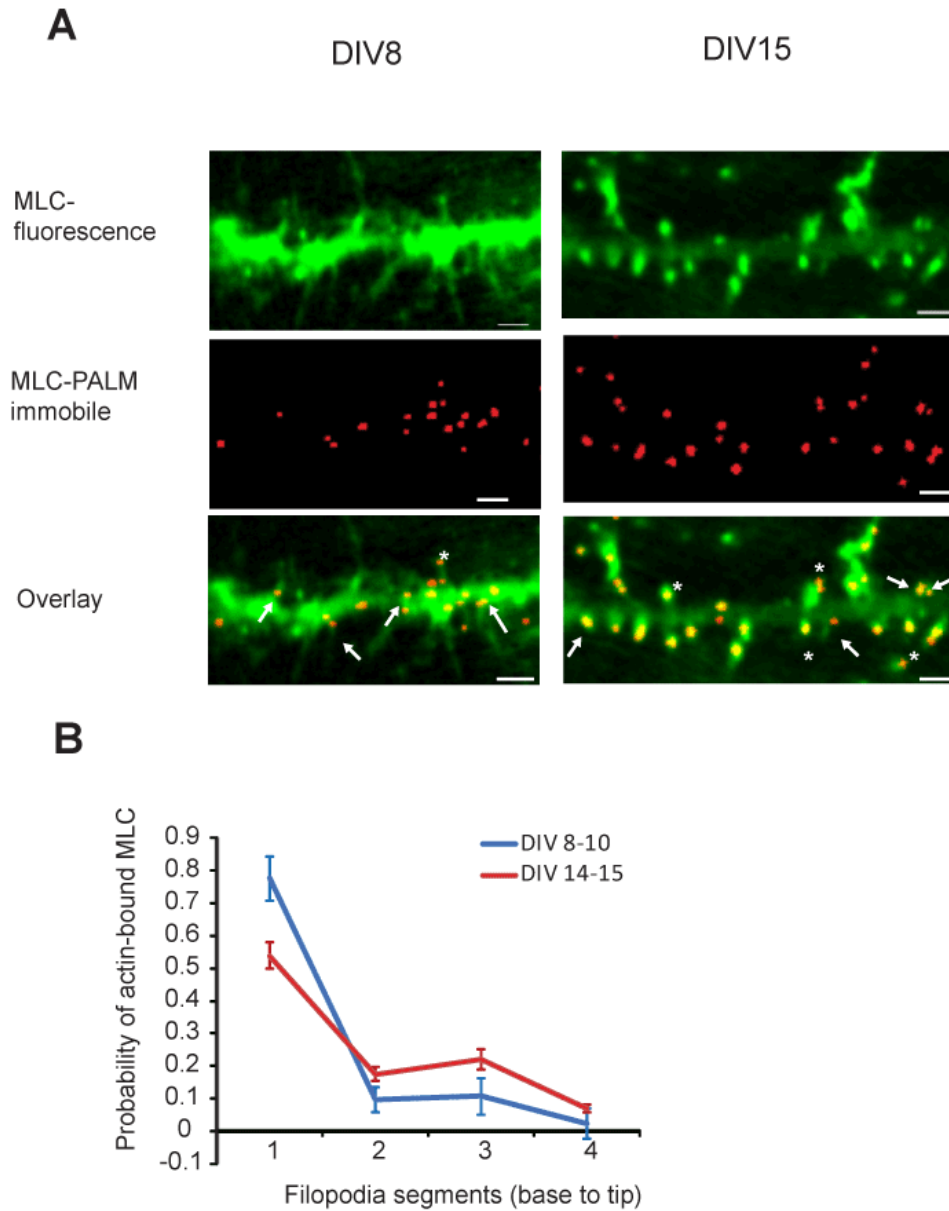 A
DIV8
DIV15
MLC-
fluorescence
MLC-PALM
immobile
Overlay
*
*
*
*
*
B
Probability of actin-bound MLC
0.9
0.8
0.7
0.6
0.5
0.4
0.3
0.2
0.1
0
-0.1
DIV 8-10
DIV 14-15
1 2 3 4
Filopodia segments (base to tip)